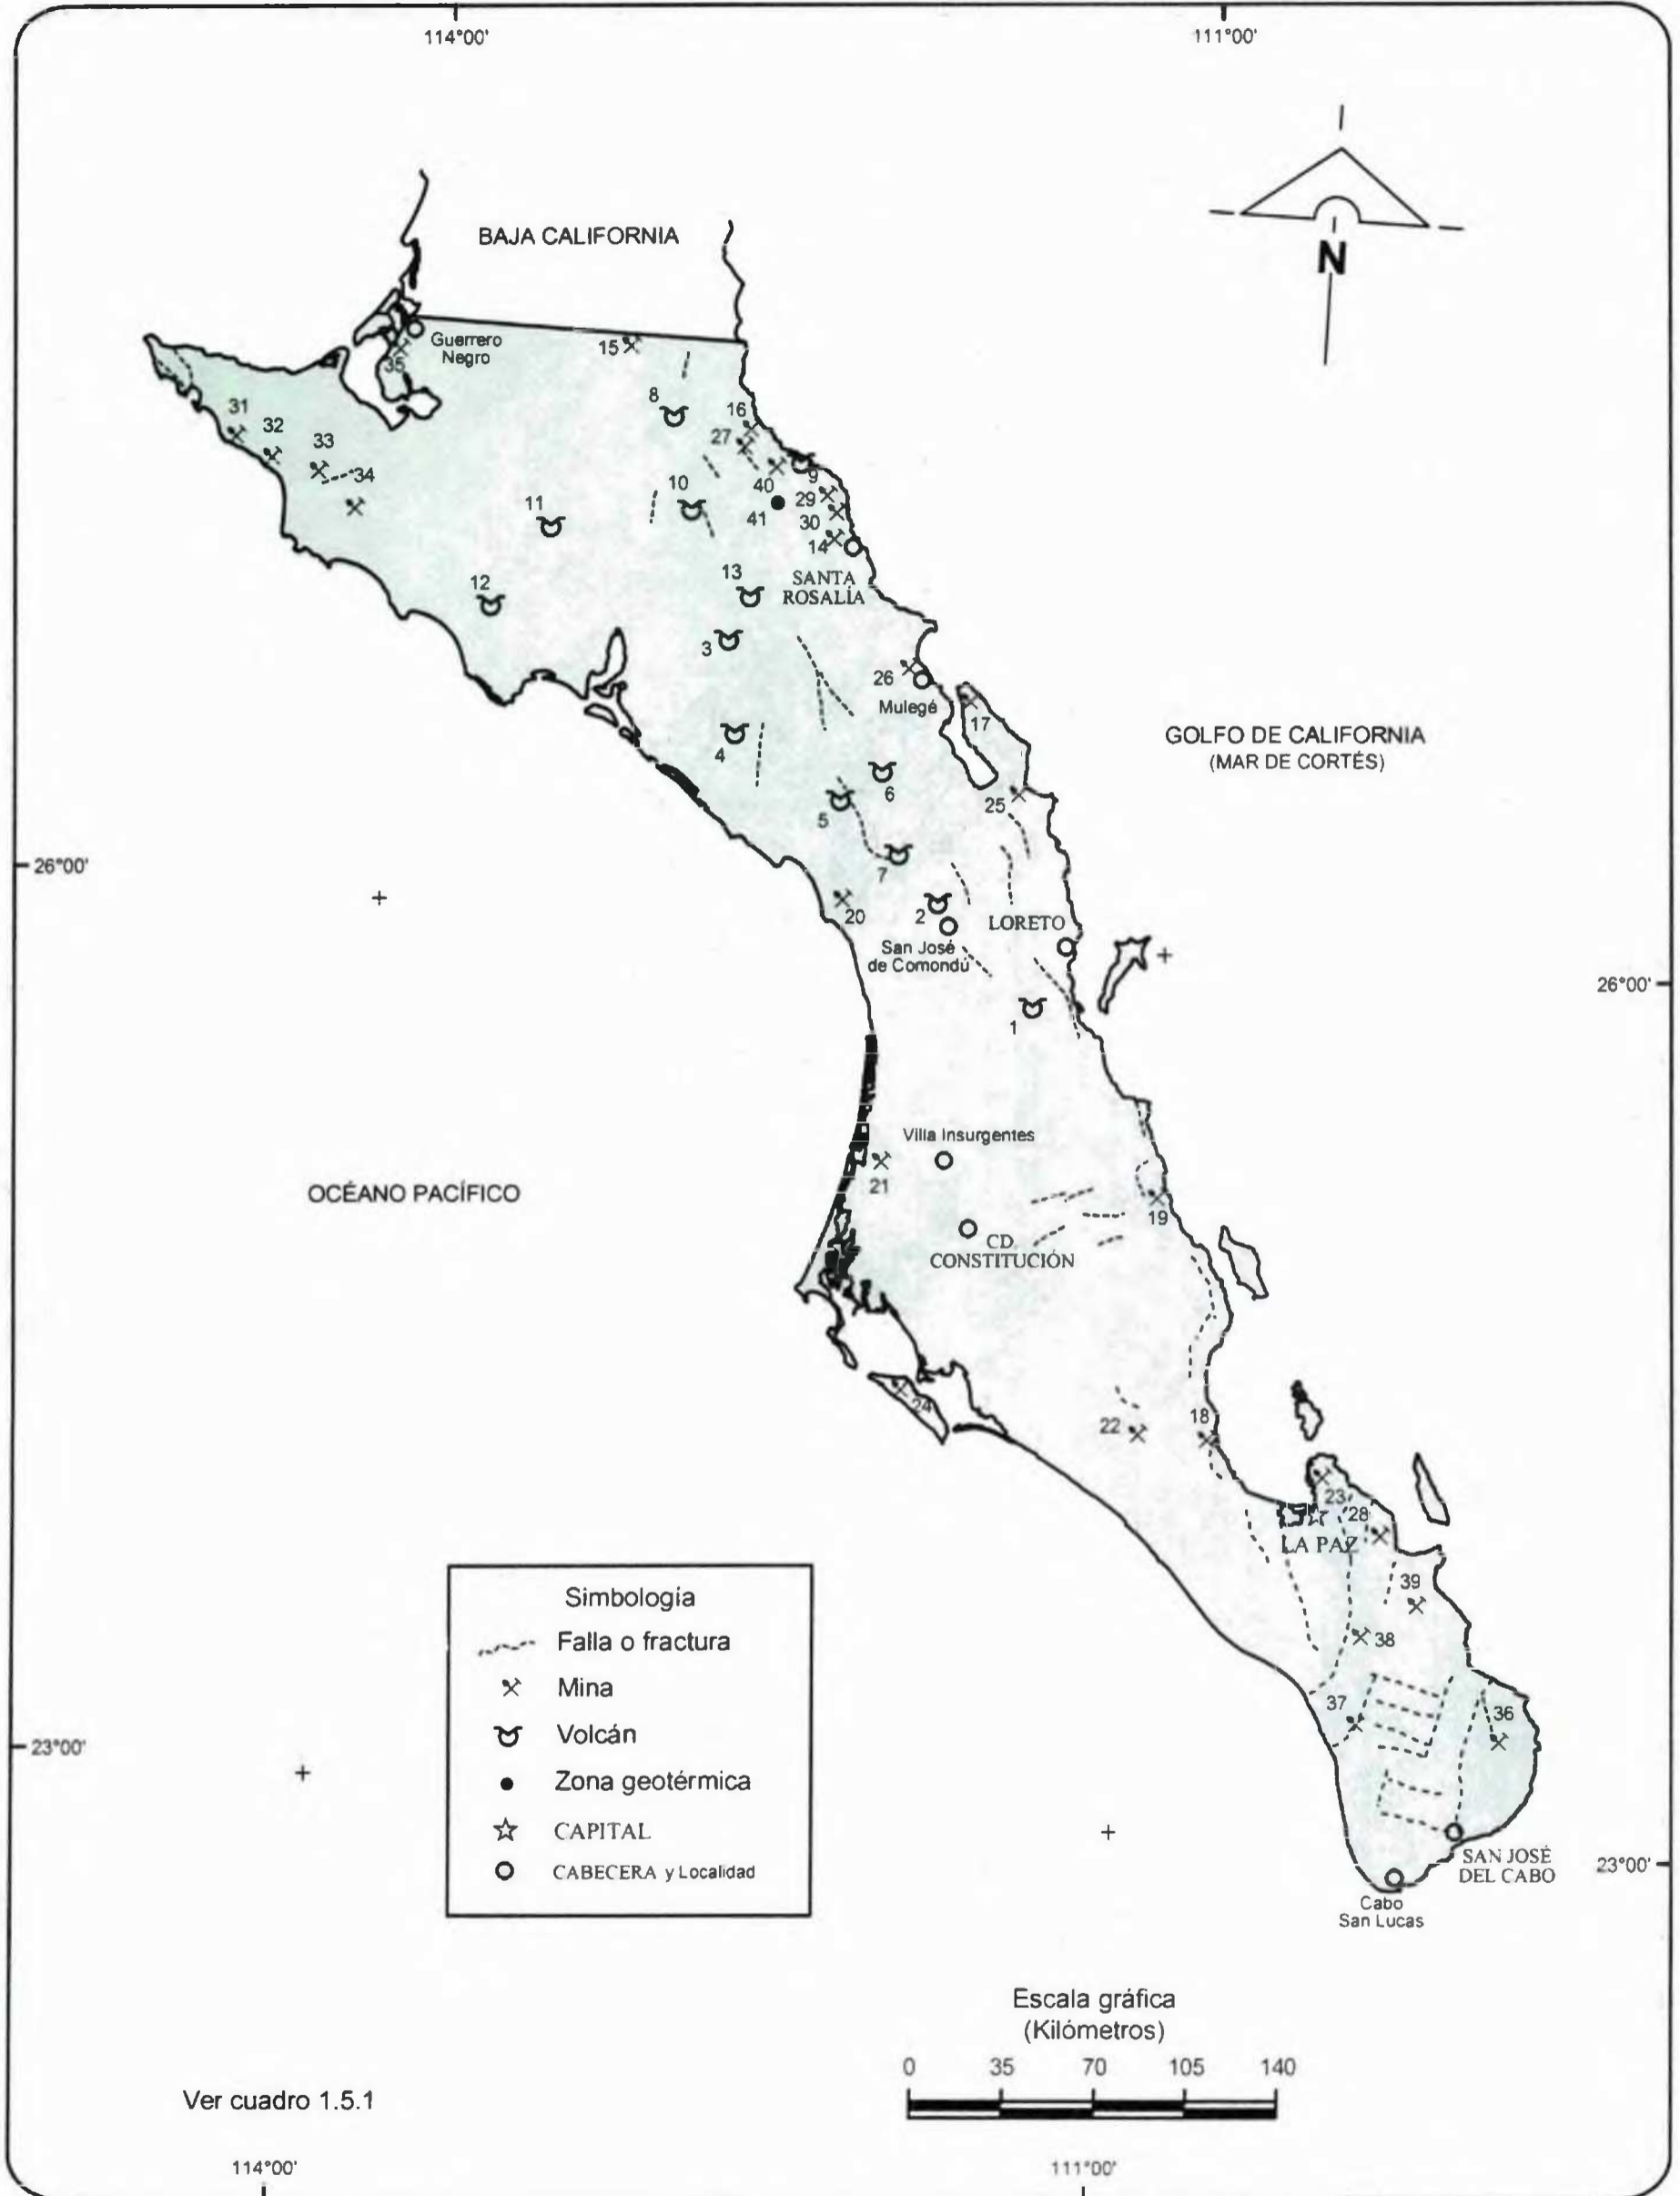 114°00'
111°00'
BAJA CALIFORNIA
N
Guerrero
Negro
35
15
31
32
33
34
8
16
27
9
40
10
29
41
30
11
14
13
SANTA
ROSALÍA
12
3
26
Mulegé
17
GOLFO DE CALIFORNIA
(MAR DE CORTÉS)
4
6
25
5
26°00'
7
20
2
LORETO
San José
de Comondú
26°00'
1
Villa Insurgentes
OCÉANO PACÍFICO
21
19
CD.
CONSTITUCIÓN
24
22
18
23
28
LA PAZ
39
38
37
36
23°00'
Simbología
Falla o fractura
Mina
Volcán
Zona geotérmica
CAPITAL
CABECERA y Localidad
SAN JOSÉ
DEL CABO
23°00'
Cabo
San Lucas
Escala gráfica
(Kilómetros)
0 35 70 105 140
Ver cuadro 1.5.1
114°00'
111°00'